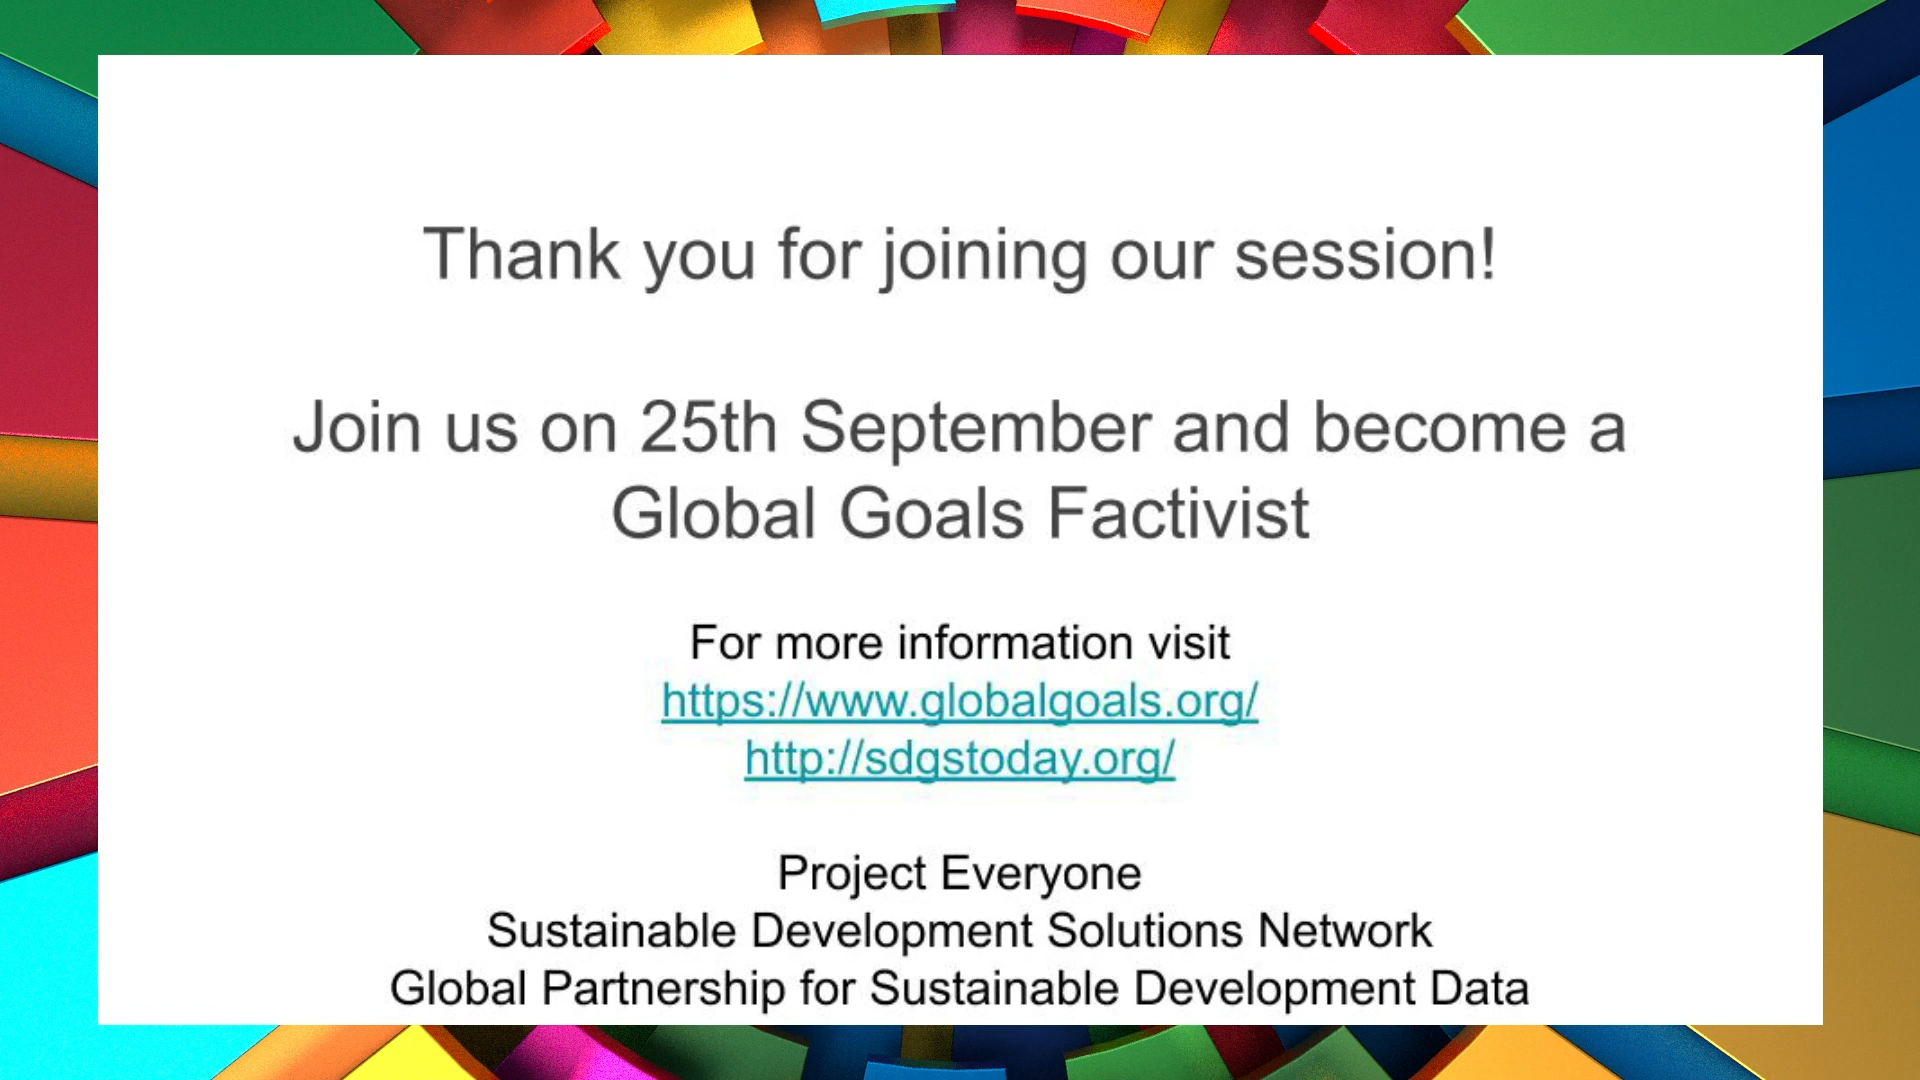 Thank you for joining our session!
Join us on 25th September and become a
Global Goals Factivist
For more information visit
https://www.globalgoals.org/
http://sdgstoday.org/
Project Everyone
Sustainable Development Solutions Network
Global Partnership for Sustainable Development Data